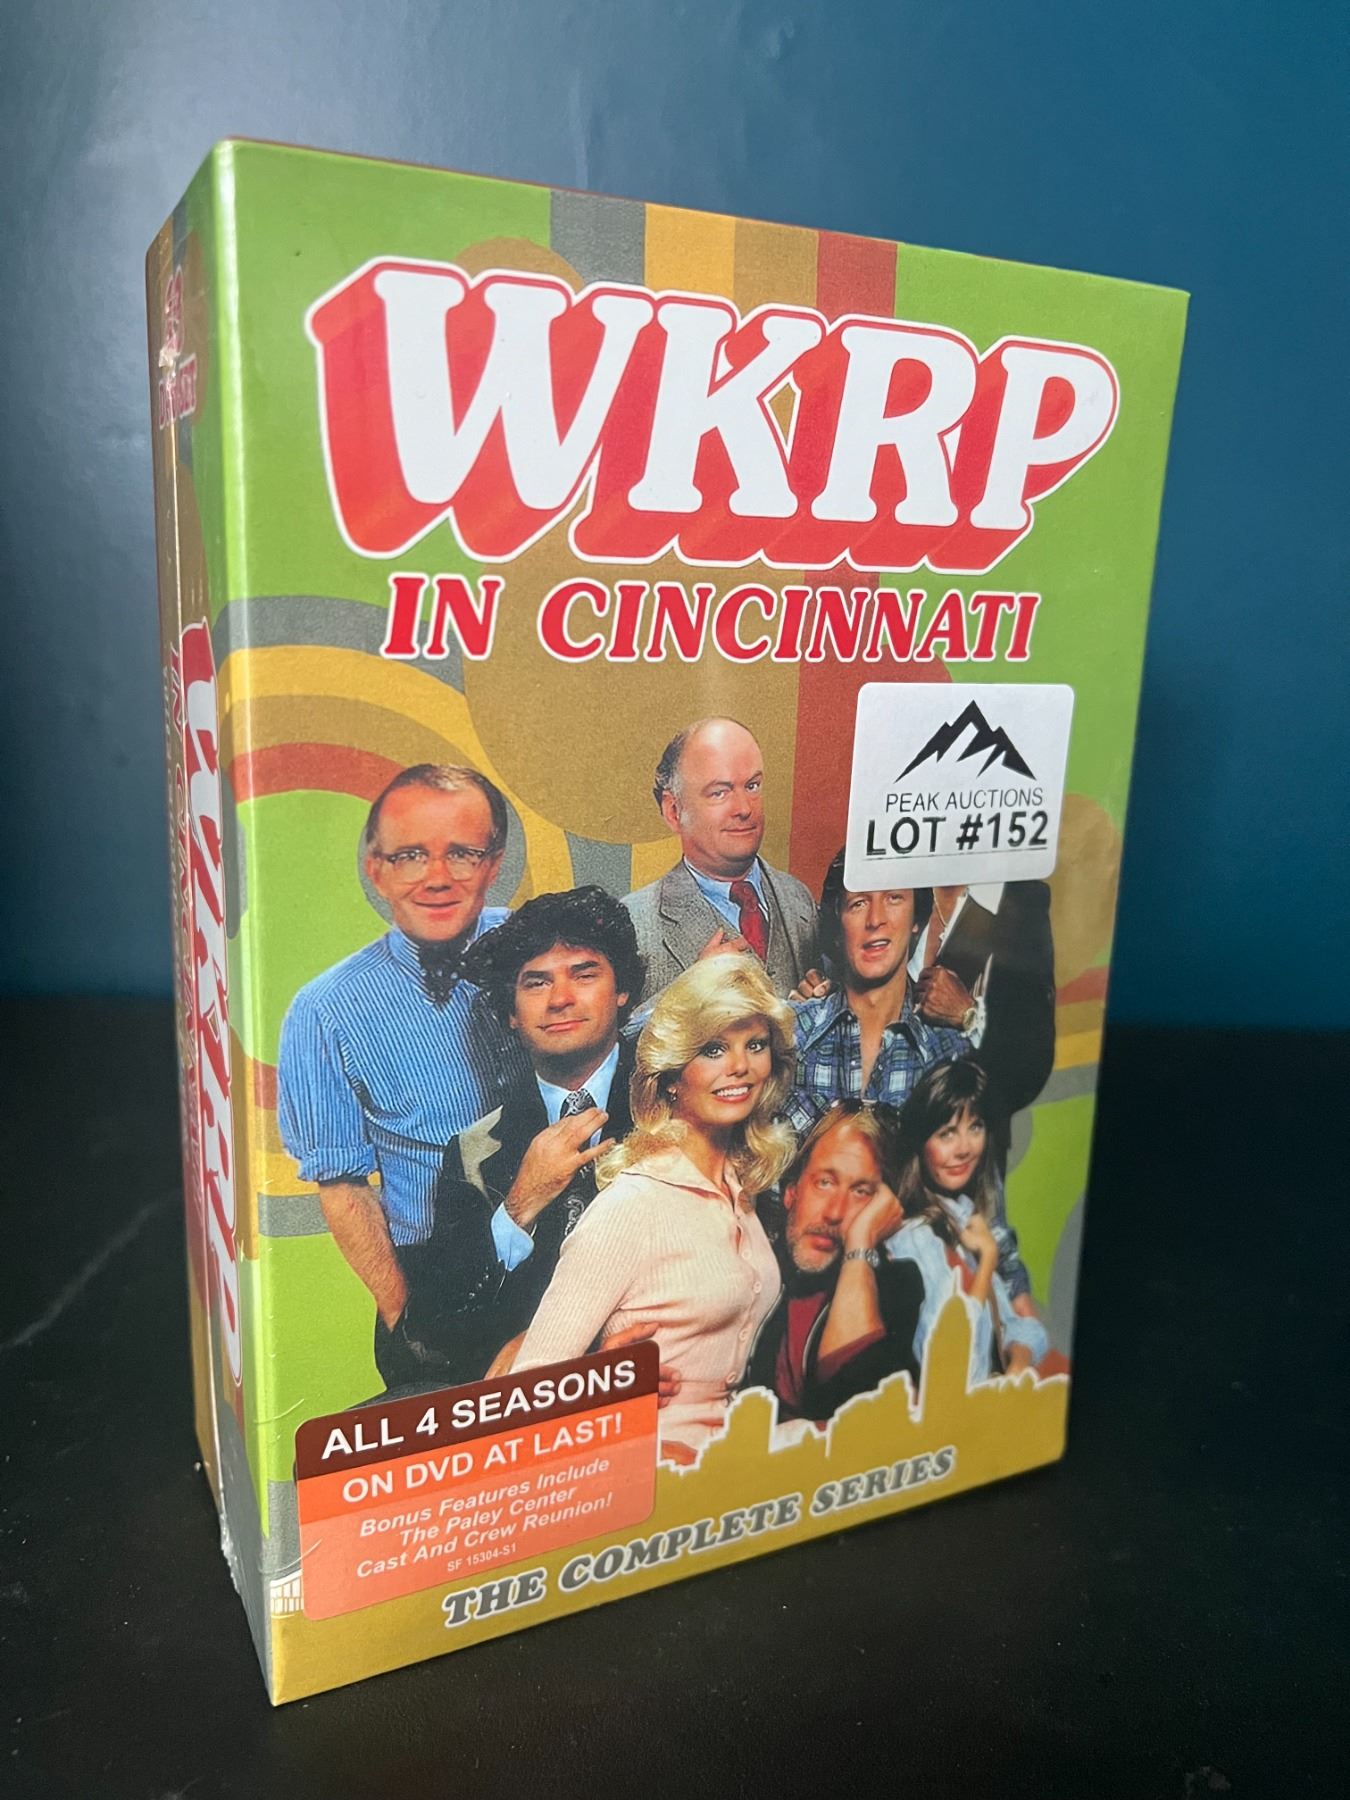 WKRP
IN CINCINNATI
PEAK AUCTIONS
LOT #152
ALL 4 SEASONS
ON DVD AT LAST!
Bonus Features Include
The Paley Center
Cast And Crew Reunion!
SF 15304-S1
THE COMPLETE SERIES
WKRP